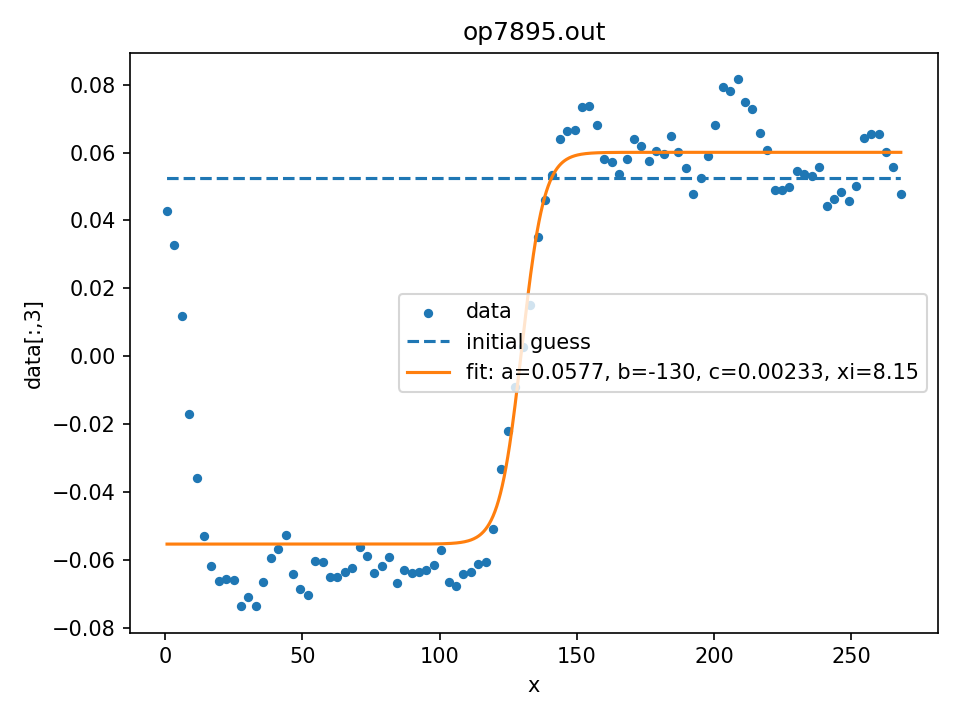 op7895.out
0.08
0.06
0.04
0.02
0.00
−0.02
−0.04
−0.06
−0.08
data[:,3]
data
initial guess
fit: a=0.0577, b=-130, c=0.00233, xi=8.15
0 50 100 150 200 250
x